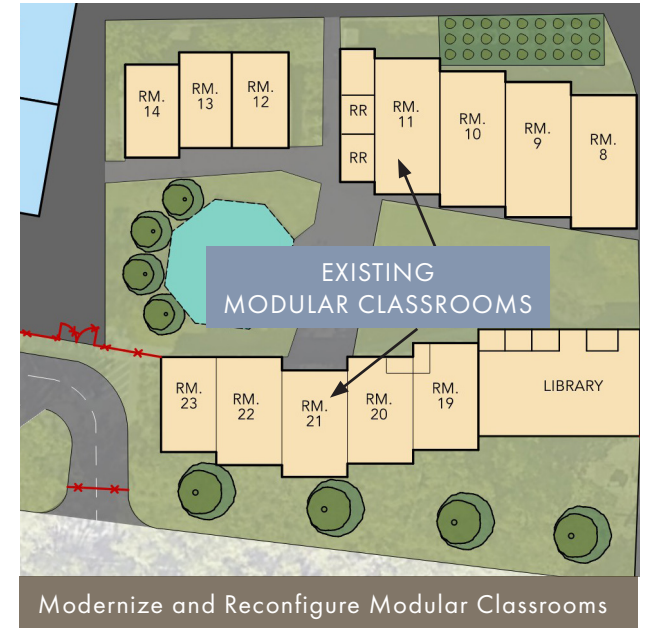 RM.
14
RM.
13
RM.
12
RR
RR
RM.
11
RM.
10
RM.
9
RM.
8
EXISTING
MODULAR CLASSROOMS
RM.
23
RM.
22
RM.
21
RM.
20
RM.
19
LIBRARY
Modernize and Reconfigure Modular Classrooms